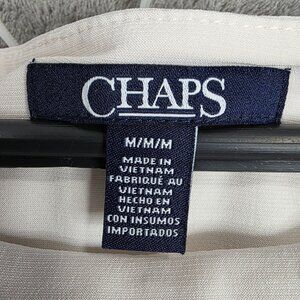 CHAPS
M/M/M
MADE IN
VIETNAM
FABRIQUÉ AU
VIETNAM
HECHO EN
VIETNAM
CON INSUMOS
IMPORTADOS